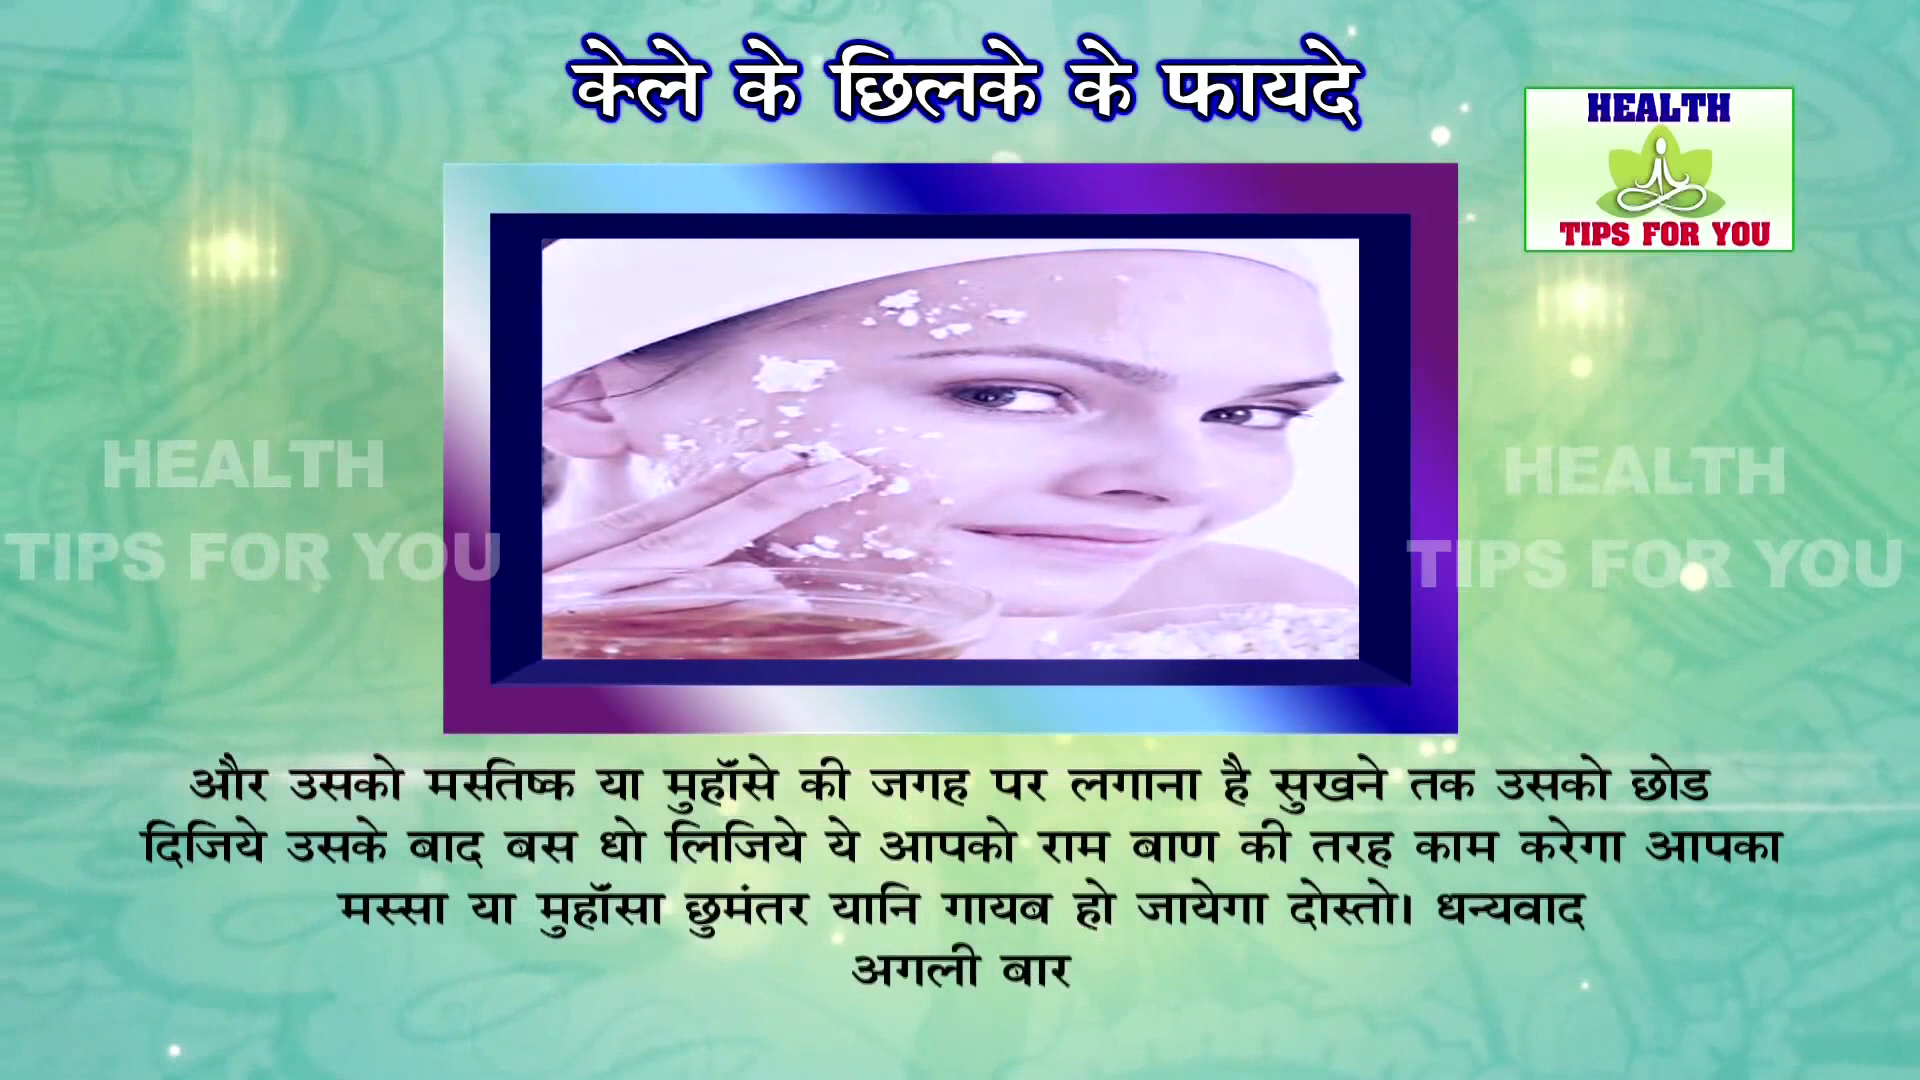 केले के छिलके के फायदे
HEALTH
TIPS FOR YOU
HEALTH
TIPS FOR YOU
HEALTH
TIPS FOR YOU
और उसको मसतिष्क या मुहाँसे की जगह पर लगाना है सुखने तक उसको छोड
दिजिये उसके बाद बस धो लिजिये ये आपको राम बाण की तरह काम करेगा आपका
मस्सा या मुहाँसा छुमंतर यानि गायब हो जायेगा दोस्तो। धन्यवाद
अगली बार